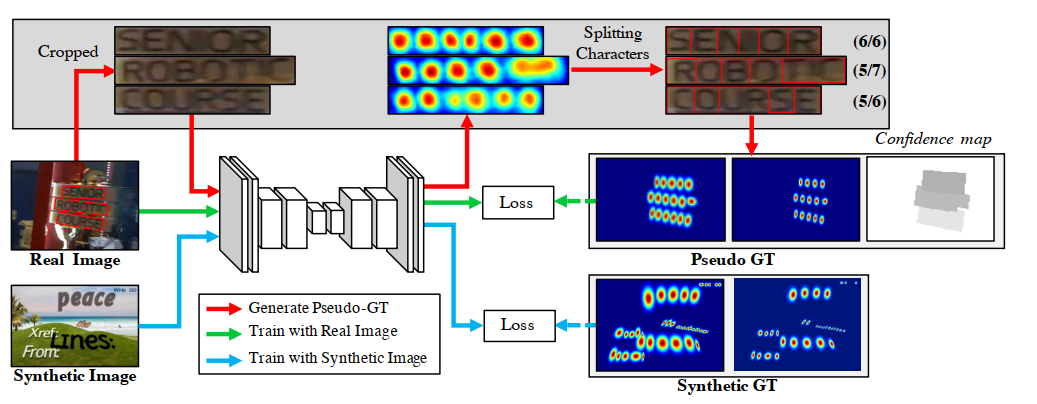 Cropped
SENIOR
ROBOTIC
COURSE
Splitting
Characters
SENIOR
ROBOTIC
COURSE
(6/6)
(5/7)
(5/6)
Confidence map
SENIOR
ROBOTIC
COURSE
Real Image
Loss
Pseudo GT
peace
the
Xref:
Lines:
From:
Synthetic Image
Generate Pseudo-GT
Train with Real Image
Train with Synthetic Image
Loss
Synthetic GT